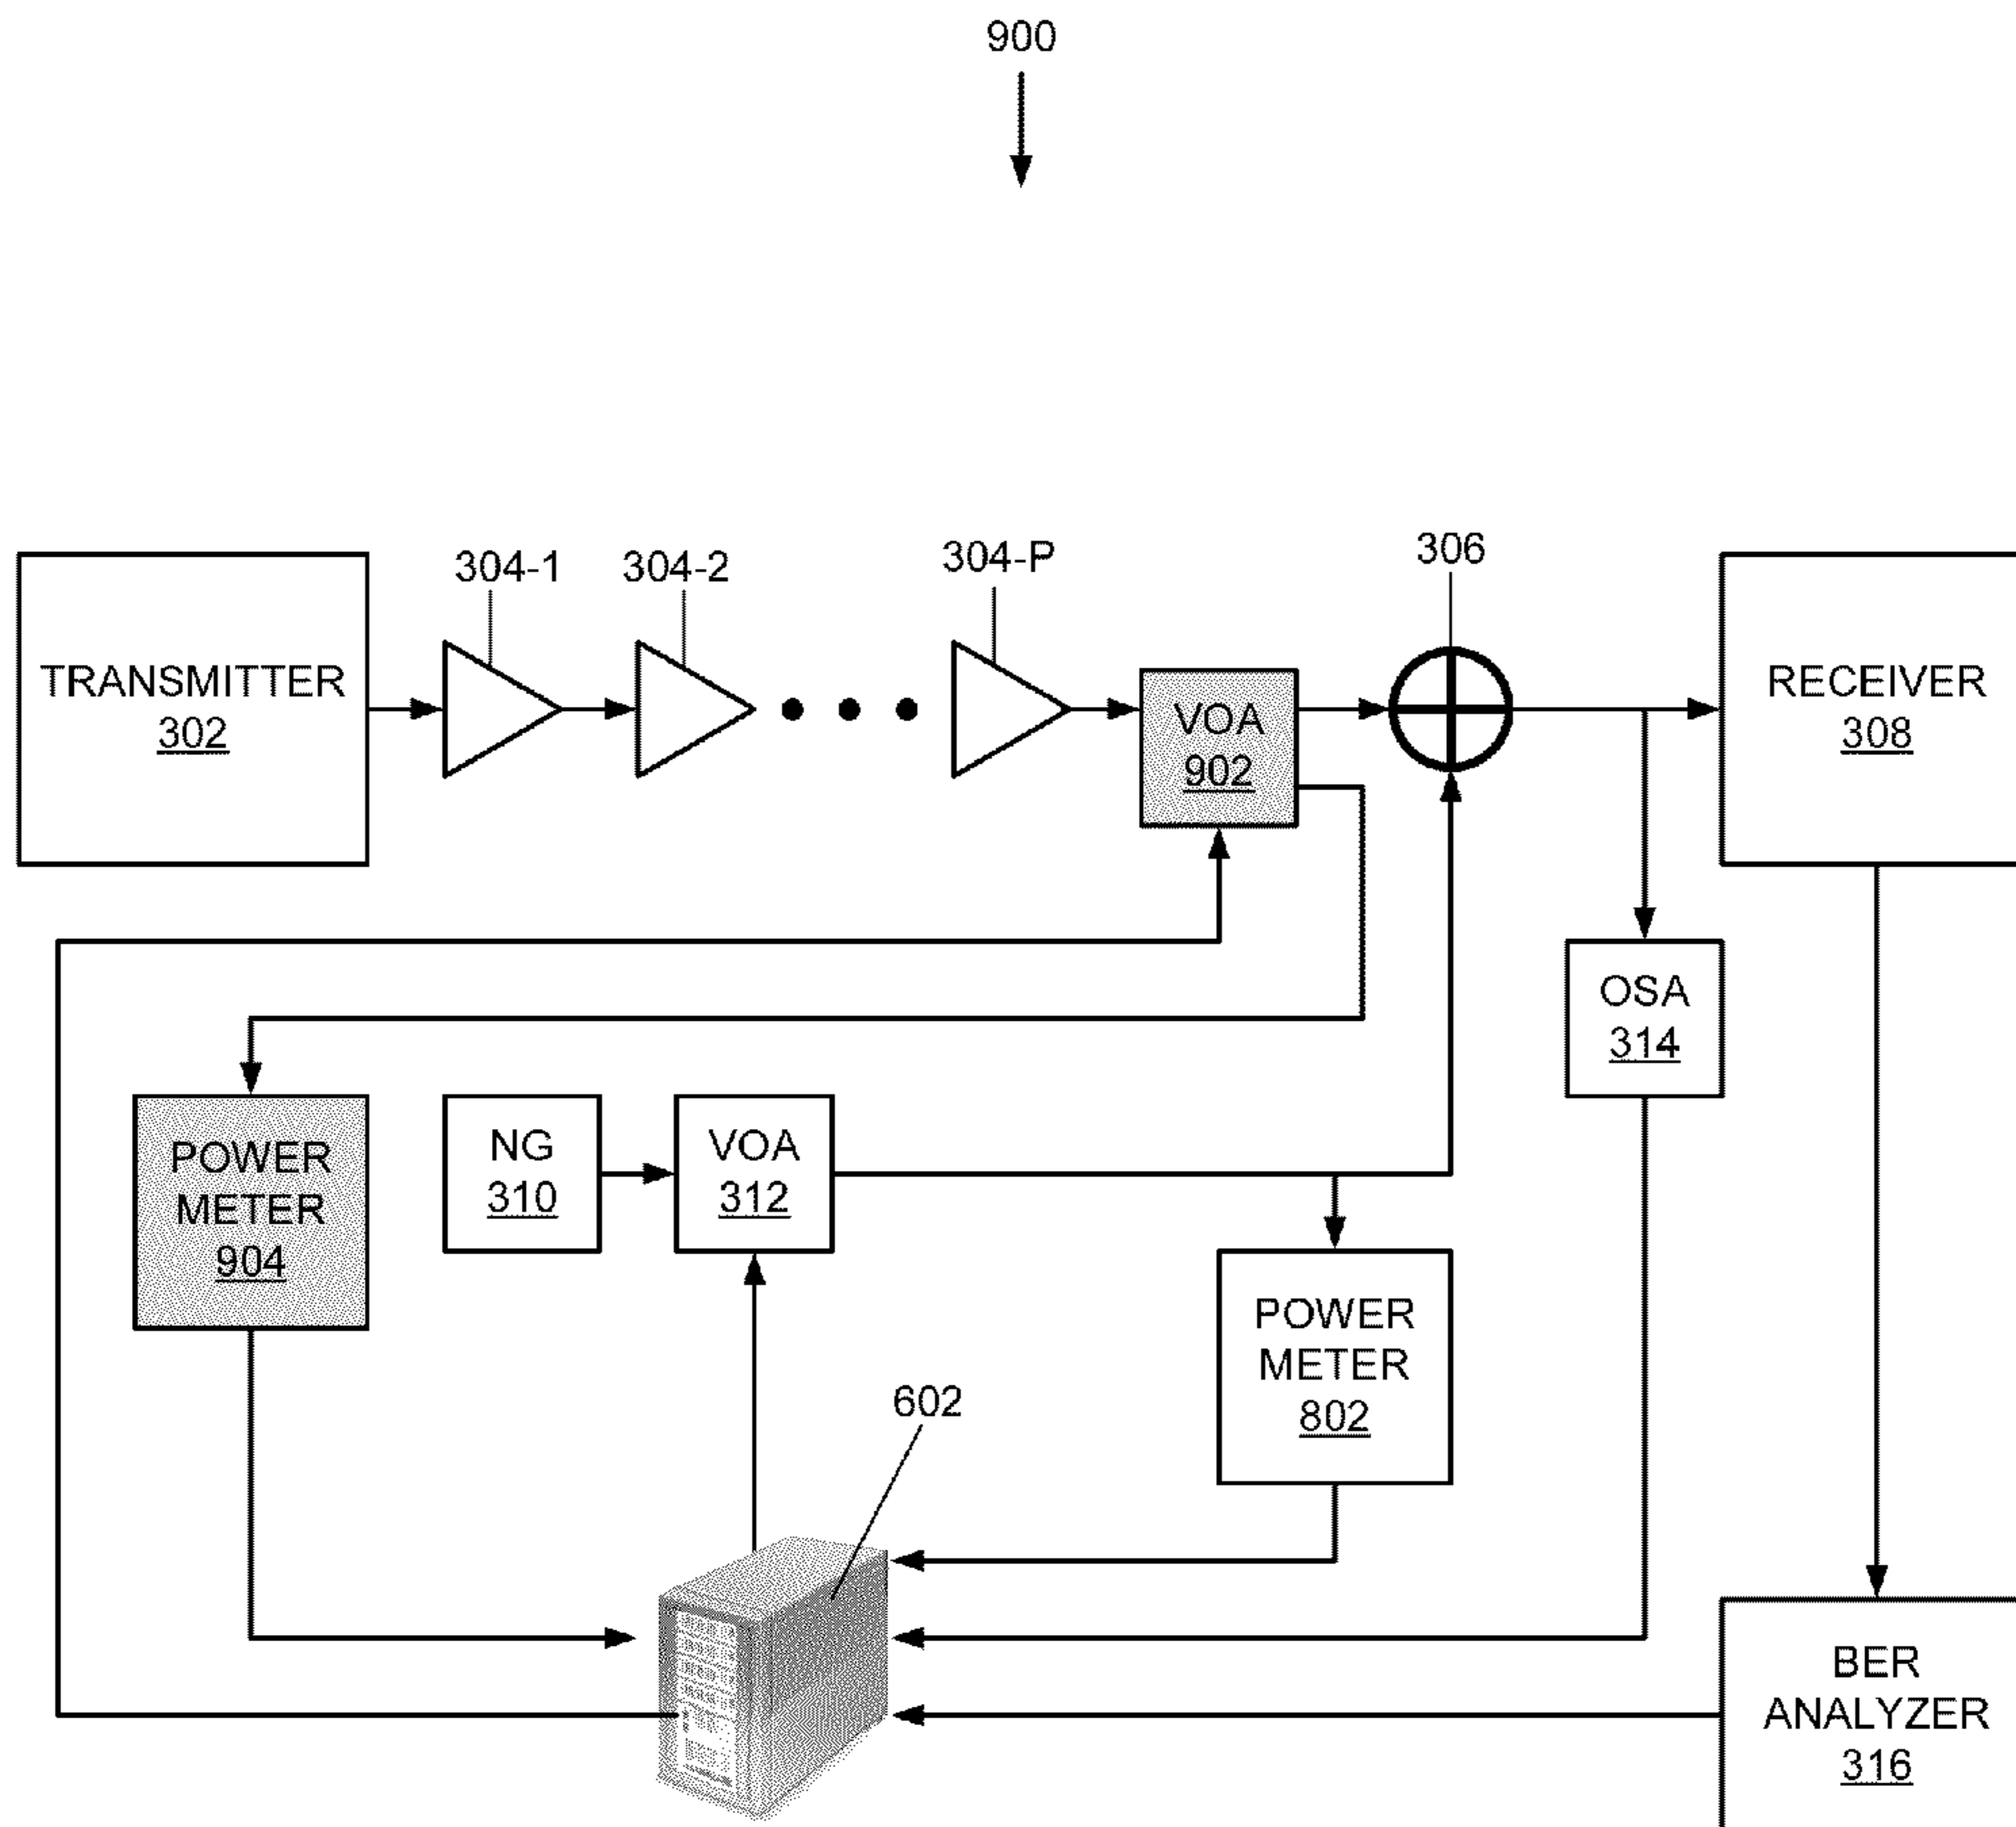 900
304-1
304-2
304-P
306
TRANSMITTER
302
VOA
902
RECEIVER
308
OSA
314
POWER
METER
904
NG
310
VOA
312
POWER
METER
802
602
BER
ANALYZER
316